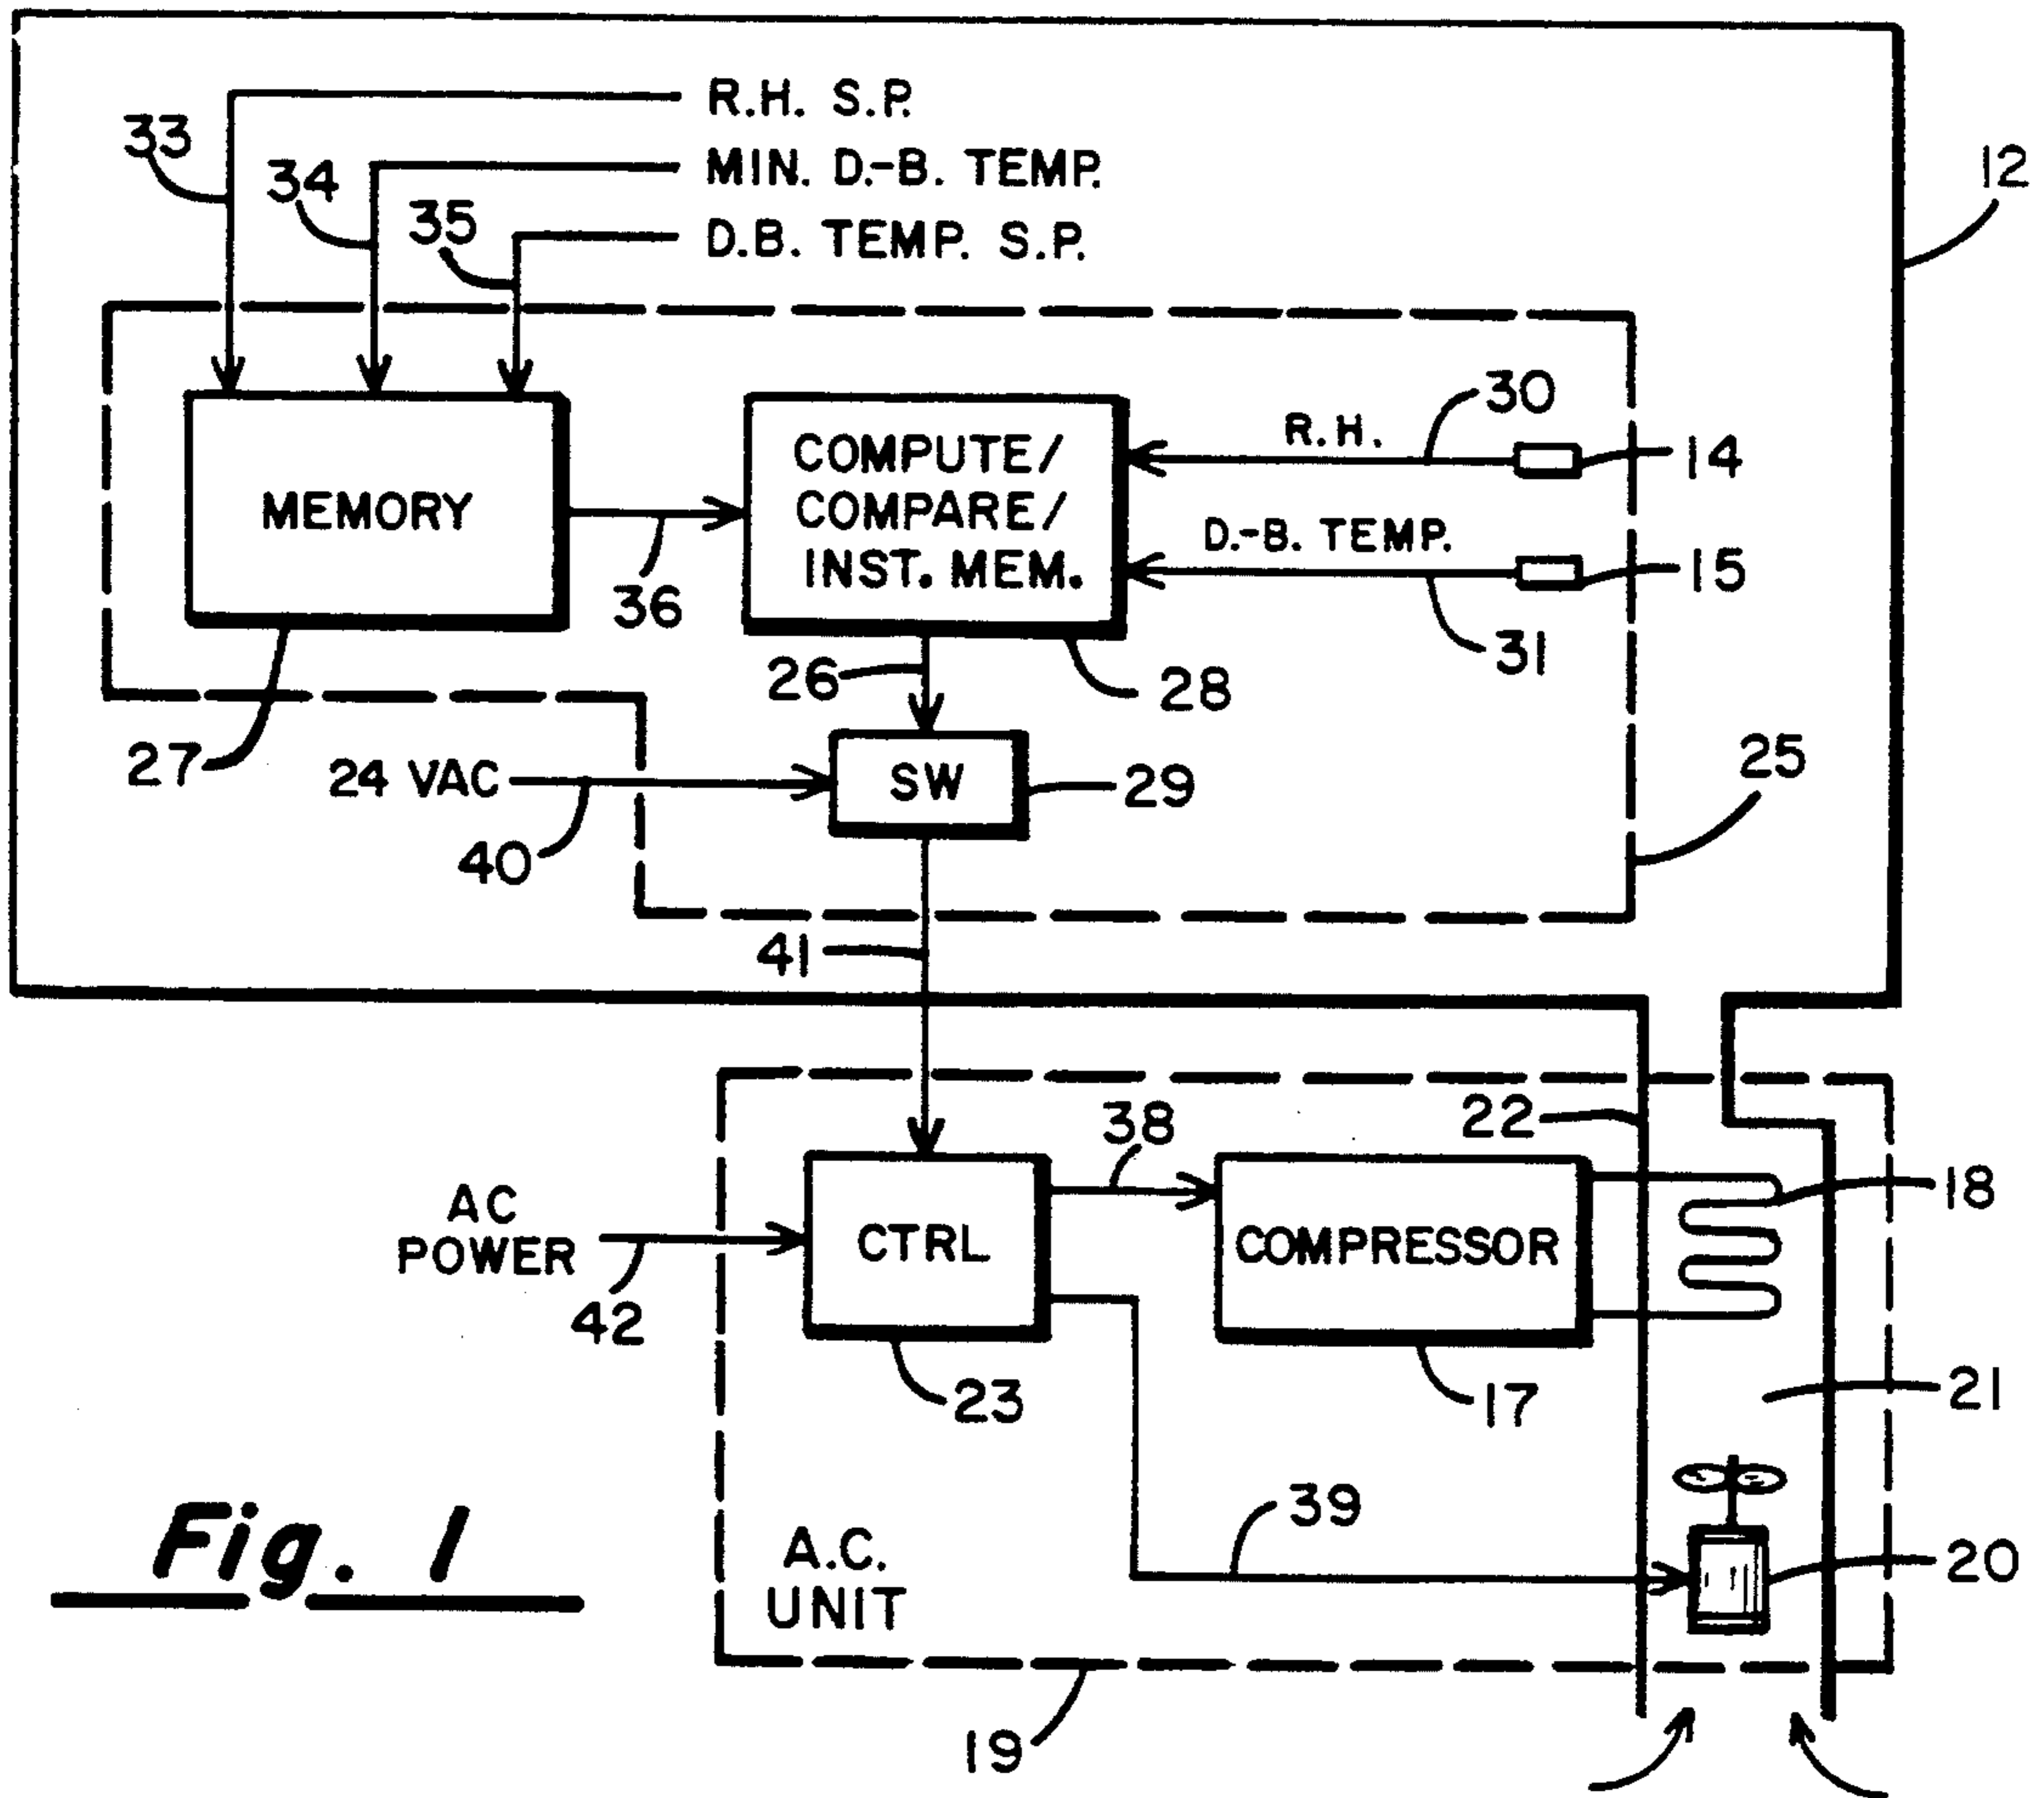 R.H. S.P.
33
MIN. D.-B. TEMP.
12
34
35
D.B. TEMP. S.P.
30
R.H.
14
MEMORY
COMPUTE/
COMPARE/
INST. MEM.
D.-B. TEMP.
15
36
31
26
28
27
24 VAC
SW
29
25
40
41
22
38
18
AC
POWER
CTRL
COMPRESSOR
42
23
17
21
39
Fig. 1
A.C.
UNIT
20
19